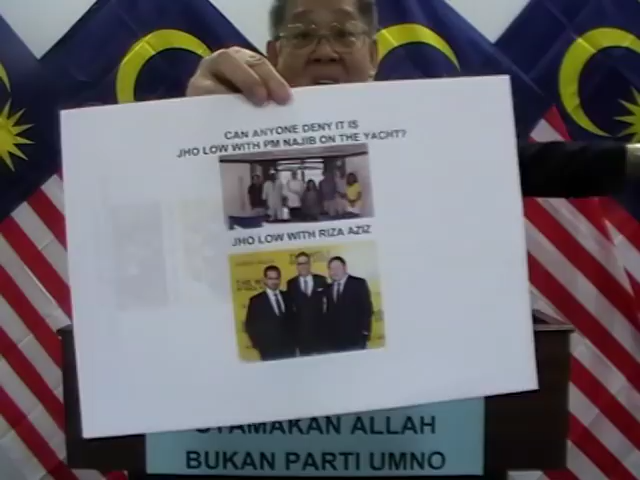 CAN ANYONE DENY IT IS
JHO LOW WITH PM NAJIB ON THE YACHT?
JHO LOW WITH RIZA AZIZ
UTAMAKAN ALLAH
BUKAN PARTI UMNO